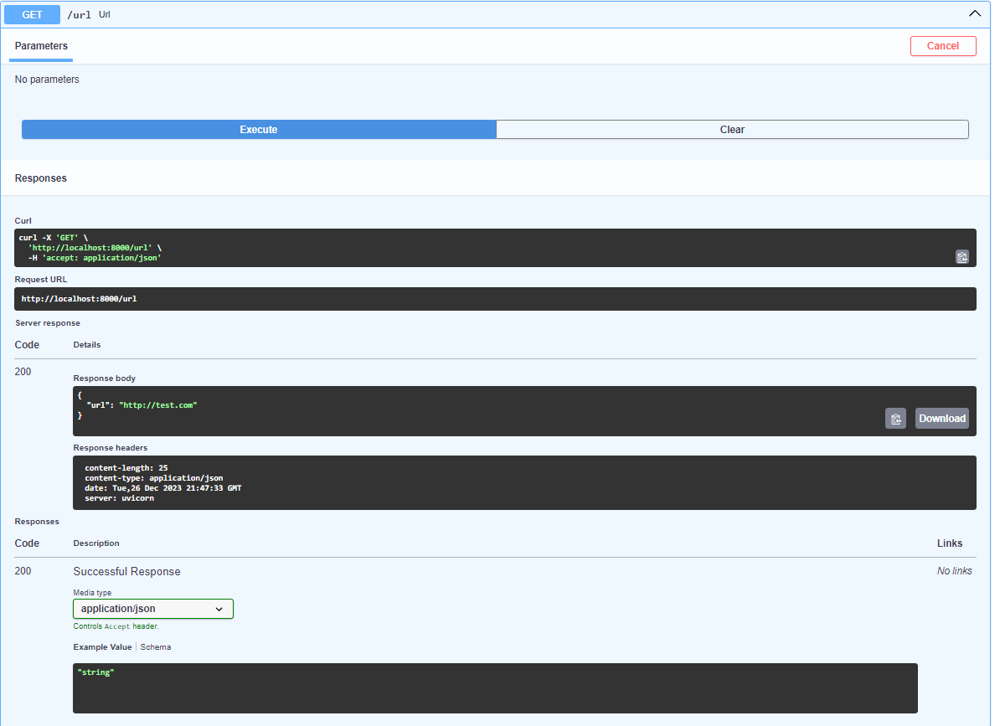 GET /url Url
Parameters Cancel
No parameters
Execute Clear
Responses
Curl
curl -X 'GET' \
'http://localhost:8000/url' \
-H 'accept: application/json'
Request URL
http://localhost:8000/url
Server response
Code Details
200
Response body
{
"url": "http://test.com"
}
Download
Response headers
content-length: 25
content-type: application/json
date: Tue,26 Dec 2023 21:47:33 GMT
server: uvicorn
Responses
Code Description Links
200 Successful Response No links
Media type
application/json
Controls Accept header.
Example Value Schema
"string"